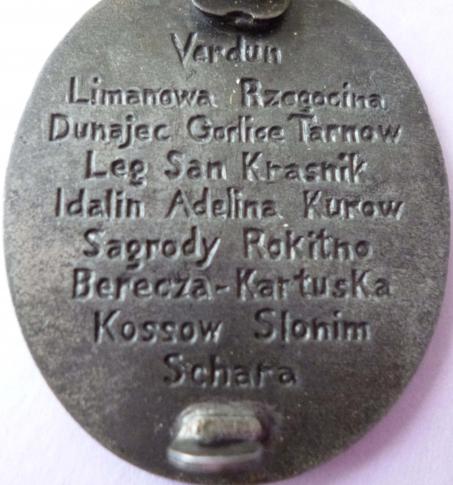 Verdun
Limanowa Rzegocina
Dunajec Gorlice Tarnow
Leg San Krasnik
Idalin Adelina Kurow
Sagrody Rokitno
Berecza-Kartuska
Kossow Slonim
Schara